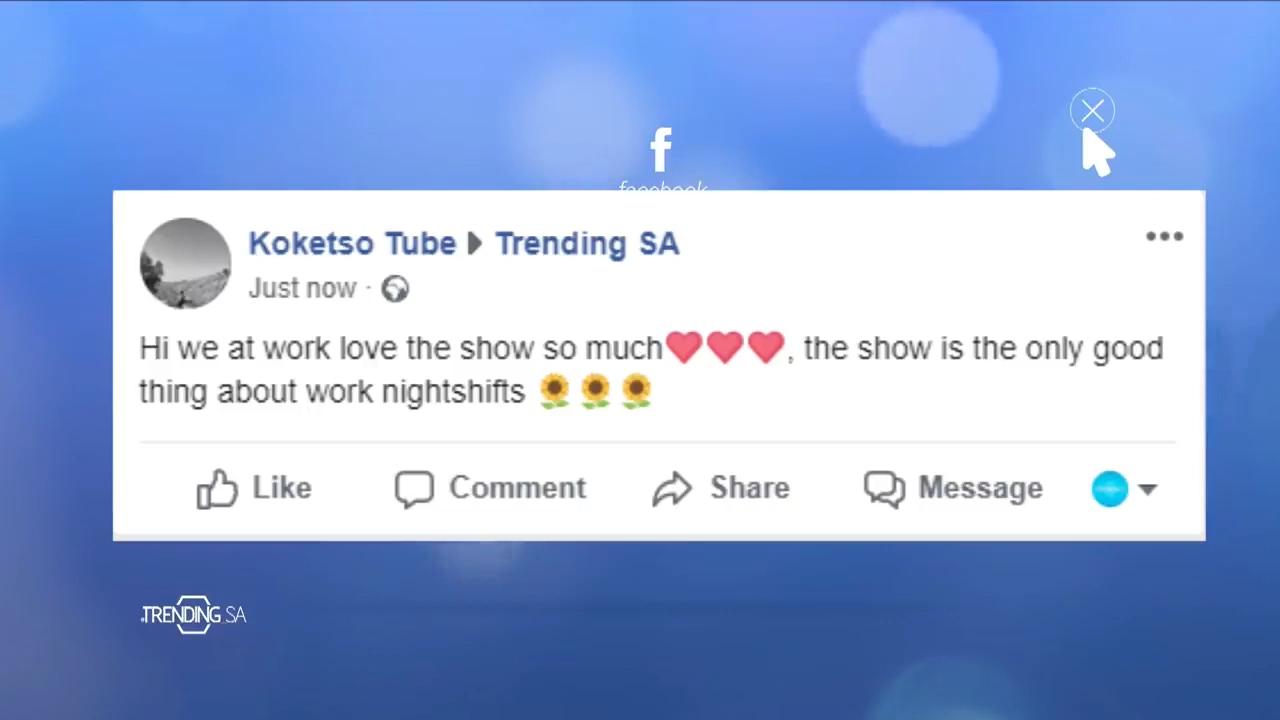 f
facebook
Koketso Tube ▶ Trending SA
Just now ·
Hi we at work love the show so much❤❤❤, the show is the only good
thing about work nightshifts 🌻🌻🌻
Like Comment Share Message
TRENDING SA